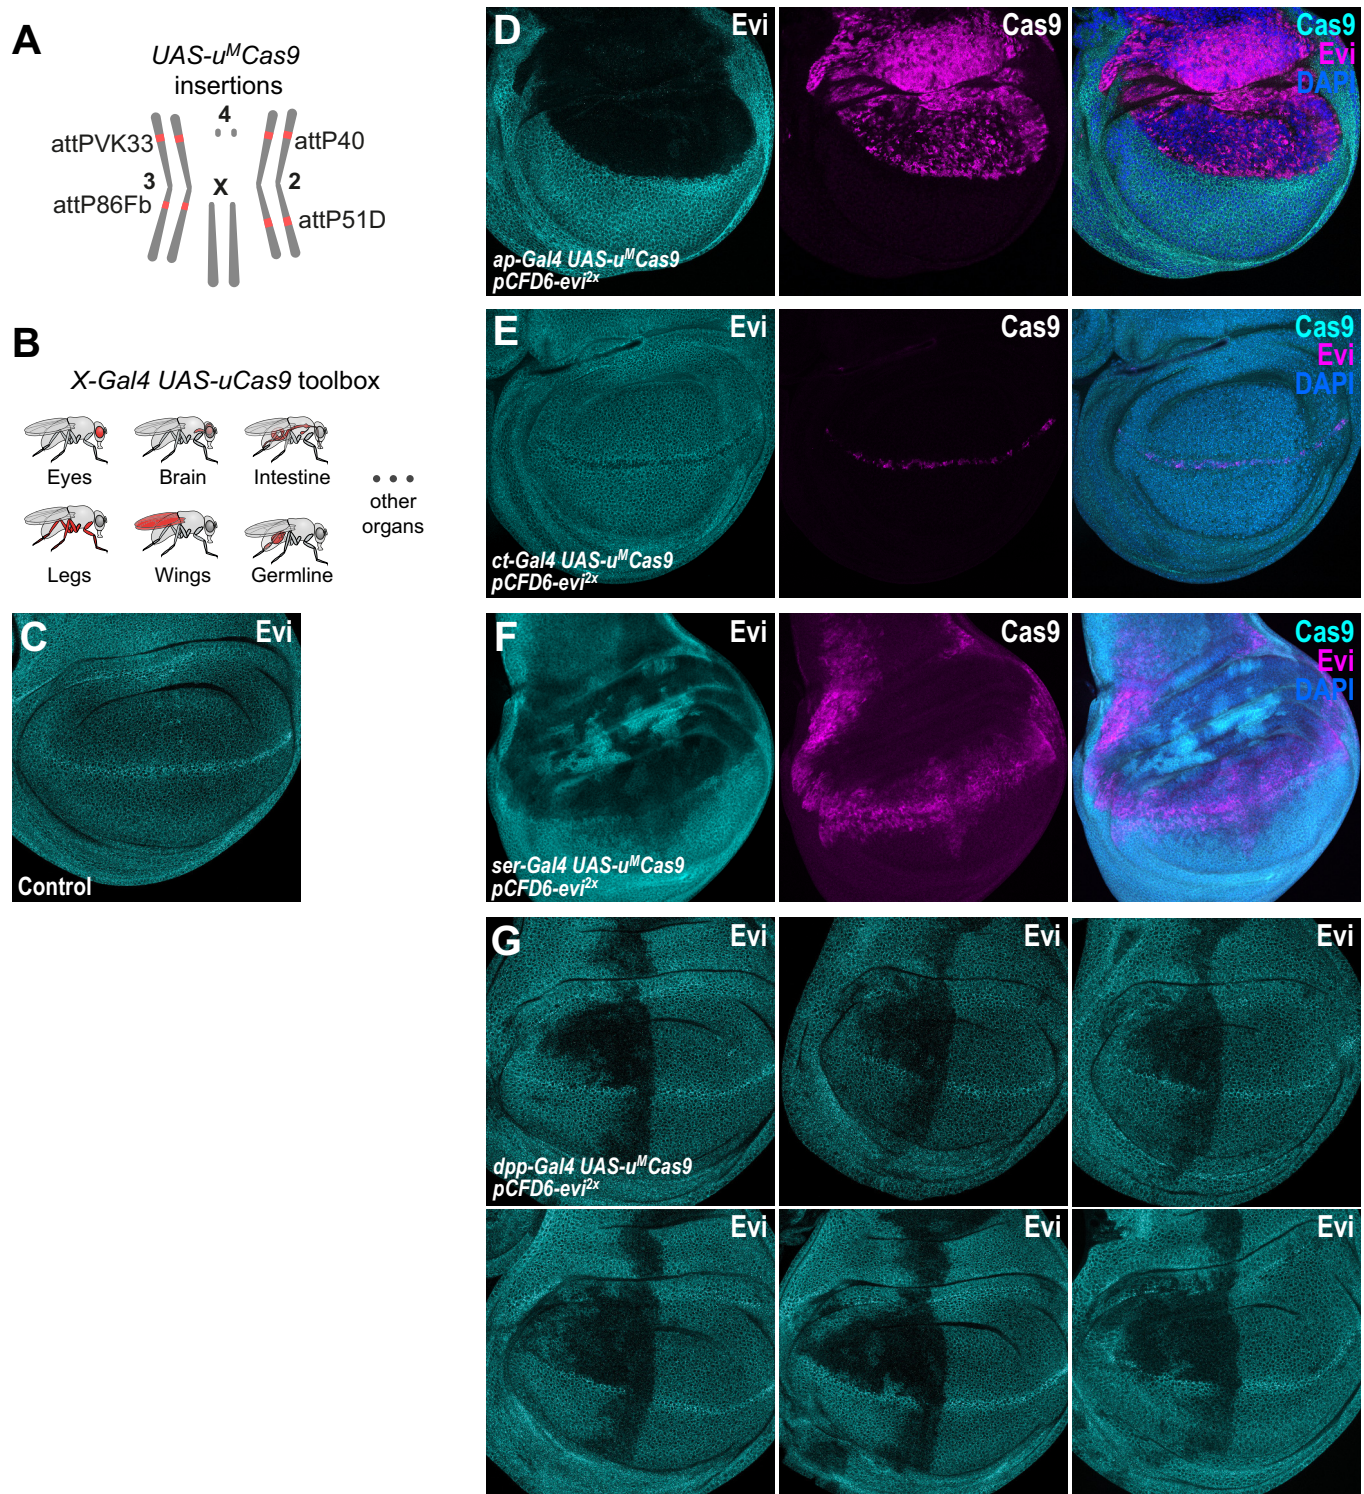 A
UAS-uᴹCas9
insertions
4
attPVK33
attP40
3
X
2
attP86Fb
attP51D
B
X-Gal4 UAS-uCas9 toolbox
Eyes
Brain
Intestine
other
organs
Legs
Wings
Germline
C
Evi
Control
D
Evi
Cas9
Cas9
Evi
DAPI
ap-Gal4 UAS-uᴹCas9
pCFD6-evi²ˣ
E
Evi
Cas9
Cas9
Evi
DAPI
ct-Gal4 UAS-uᴹCas9
pCFD6-evi²ˣ
F
Evi
Cas9
Cas9
Evi
DAPI
ser-Gal4 UAS-uᴹCas9
pCFD6-evi²ˣ
G
Evi
Evi
Evi
dpp-Gal4 UAS-uᴹCas9
pCFD6-evi²ˣ
Evi
Evi
Evi